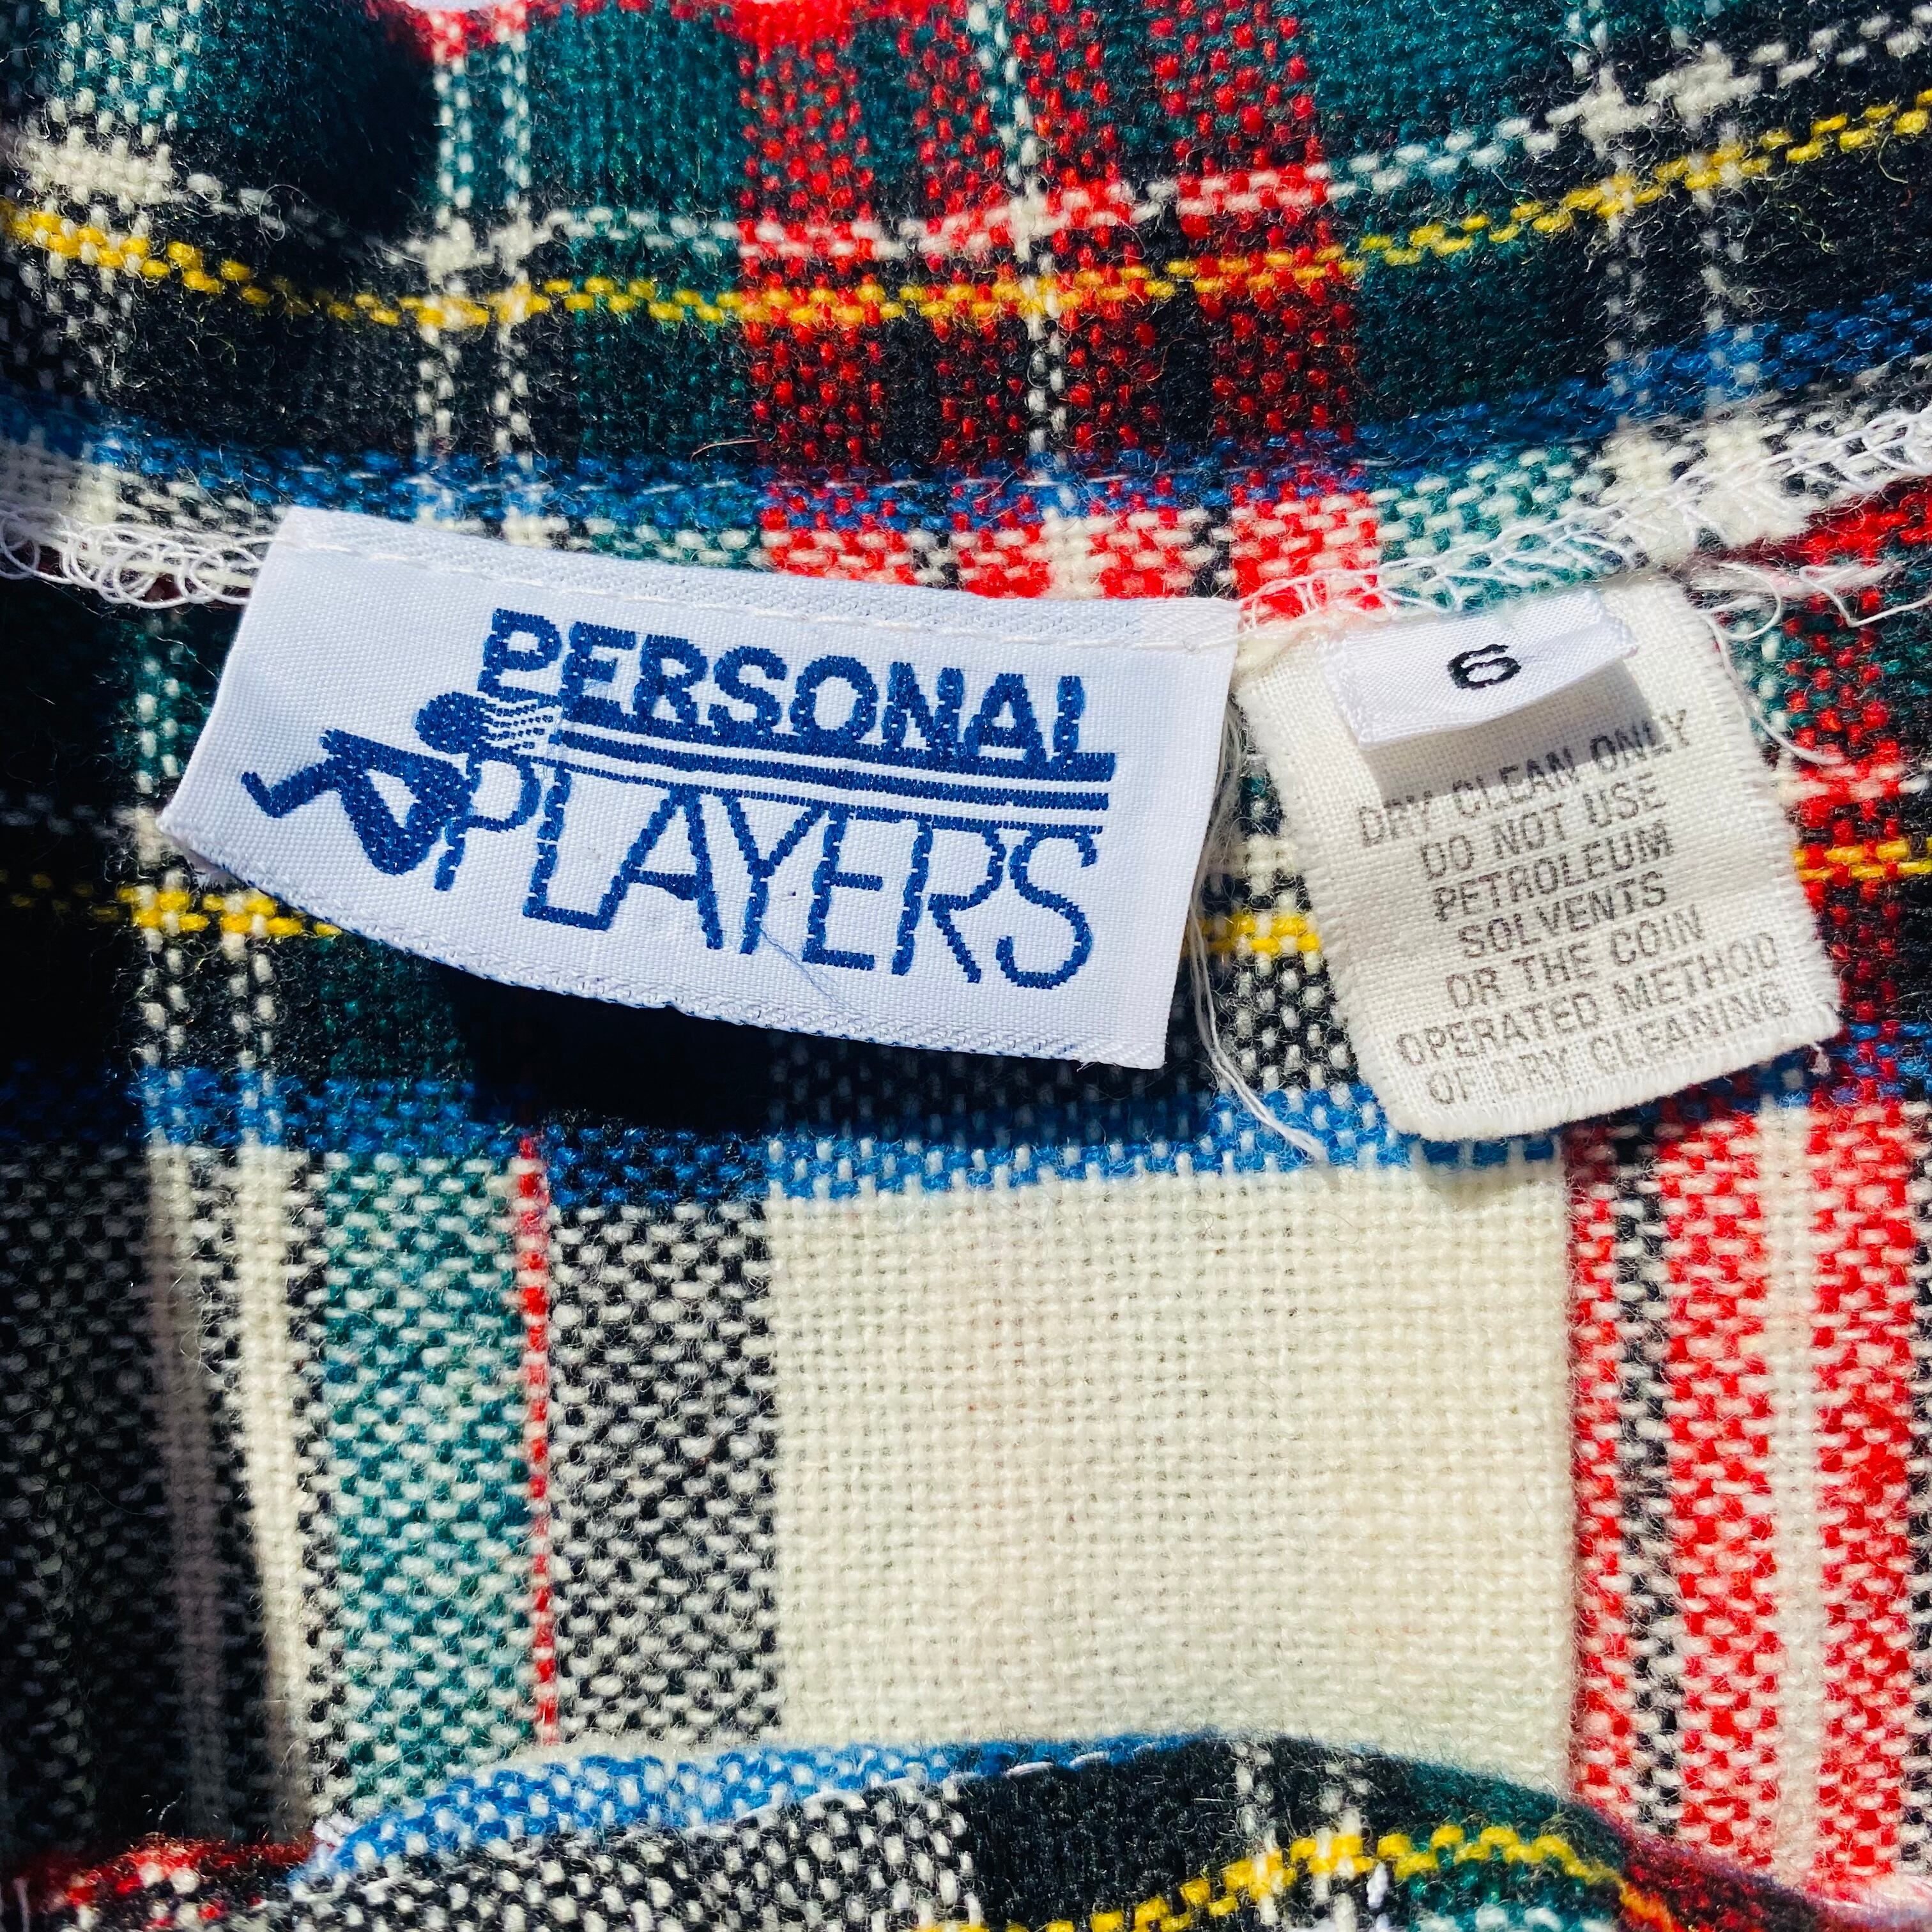 PERSONAL
PLAYERS
6
DRY CLEAN ONLY
DO NOT USE
PETROLEUM
SOLVENTS
OR THE COIN
OPERATED METHOD
OF DRY CLEANING